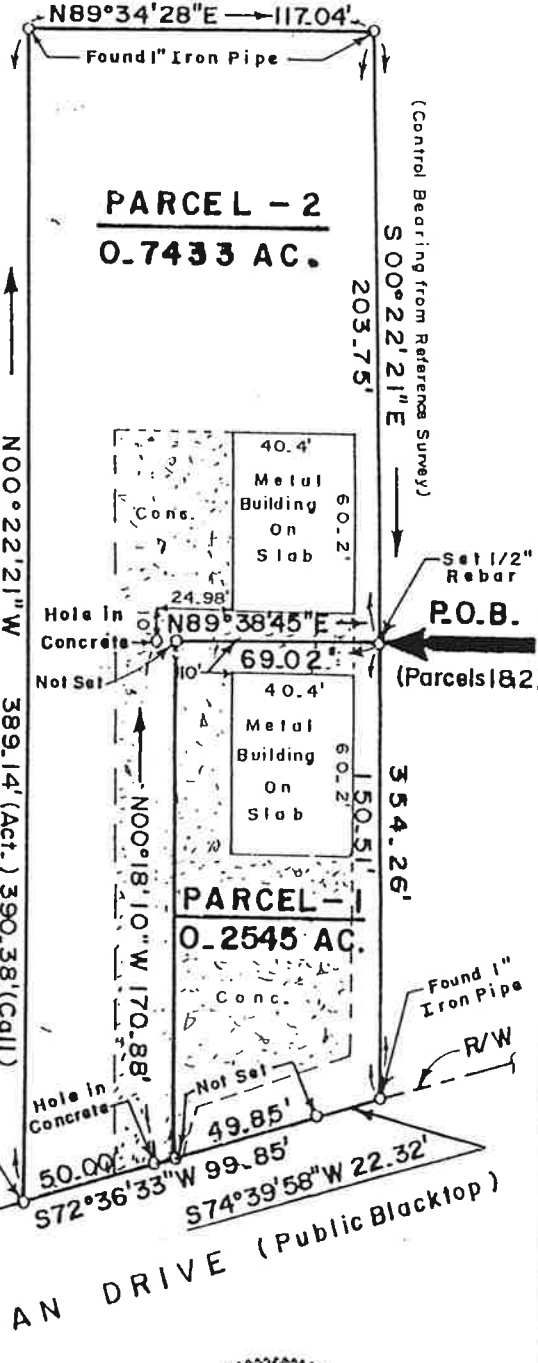 N89°34'28"E 117.04'
Found 1" Iron Pipe
(Control Bearing from Reference Survey)
PARCEL - 2
0.7433 AC.
S 00°22'21"E
203.75'
40.4'
Metal
Building
On
Slab
60.2'
Conc.
Set 1/2"
Rebar
24.98'
Hole in
Concrete
10'
N89°38'45"E
P.O.B.
Not Set
10'
69.02'
(Parcels 1&2
N00°22'21"W 389.14' (Act.) 390.38' (Call)
40.4'
Metal
Building
On
Slab
60.2'
354.26'
150.51'
N00°18'10"W 170.88'
PARCEL - 1
0.2545 AC.
Conc.
Found 1"
Iron Pipe
R/W
Hole in
Concrete
Not Set
49.85'
50.00'
S72°36'33"W 99.85'
S74°39'58"W 22.32'
AN DRIVE (Public Blacktop)